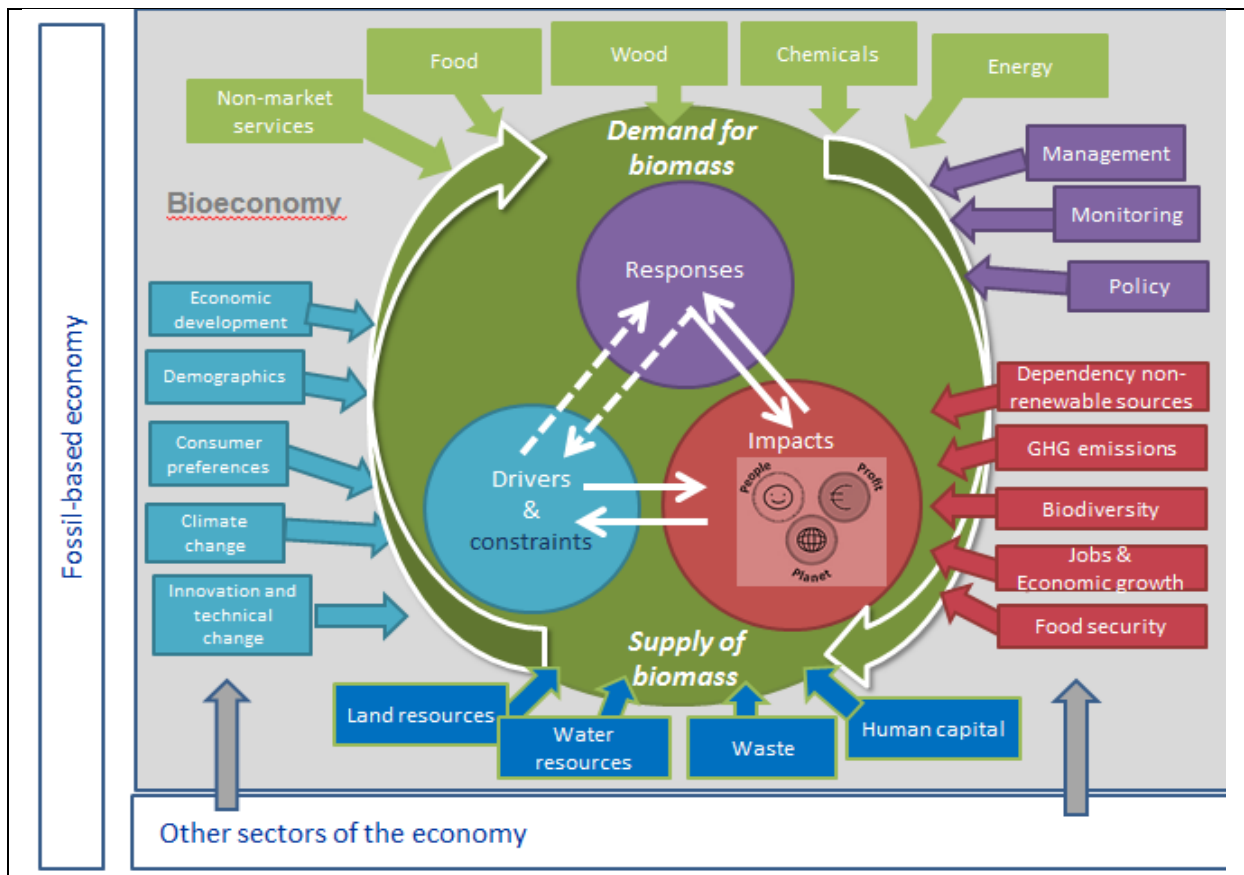 Fossil-based economy
Food
Wood
Chemicals
Energy
Non-market
services
Demand for
biomass
Management
Monitoring
Policy
Bioeconomy
Responses
Economic
development
Demographics
Consumer
preferences
Climate
change
Innovation and
technical
change
Drivers
&
constraints
Impacts
People
Profit
€
Planet
Dependency non-
renewable sources
GHG emissions
Biodiversity
Jobs &
Economic growth
Food security
Supply of
biomass
Land resources
Water
resources
Waste
Human capital
Other sectors of the economy